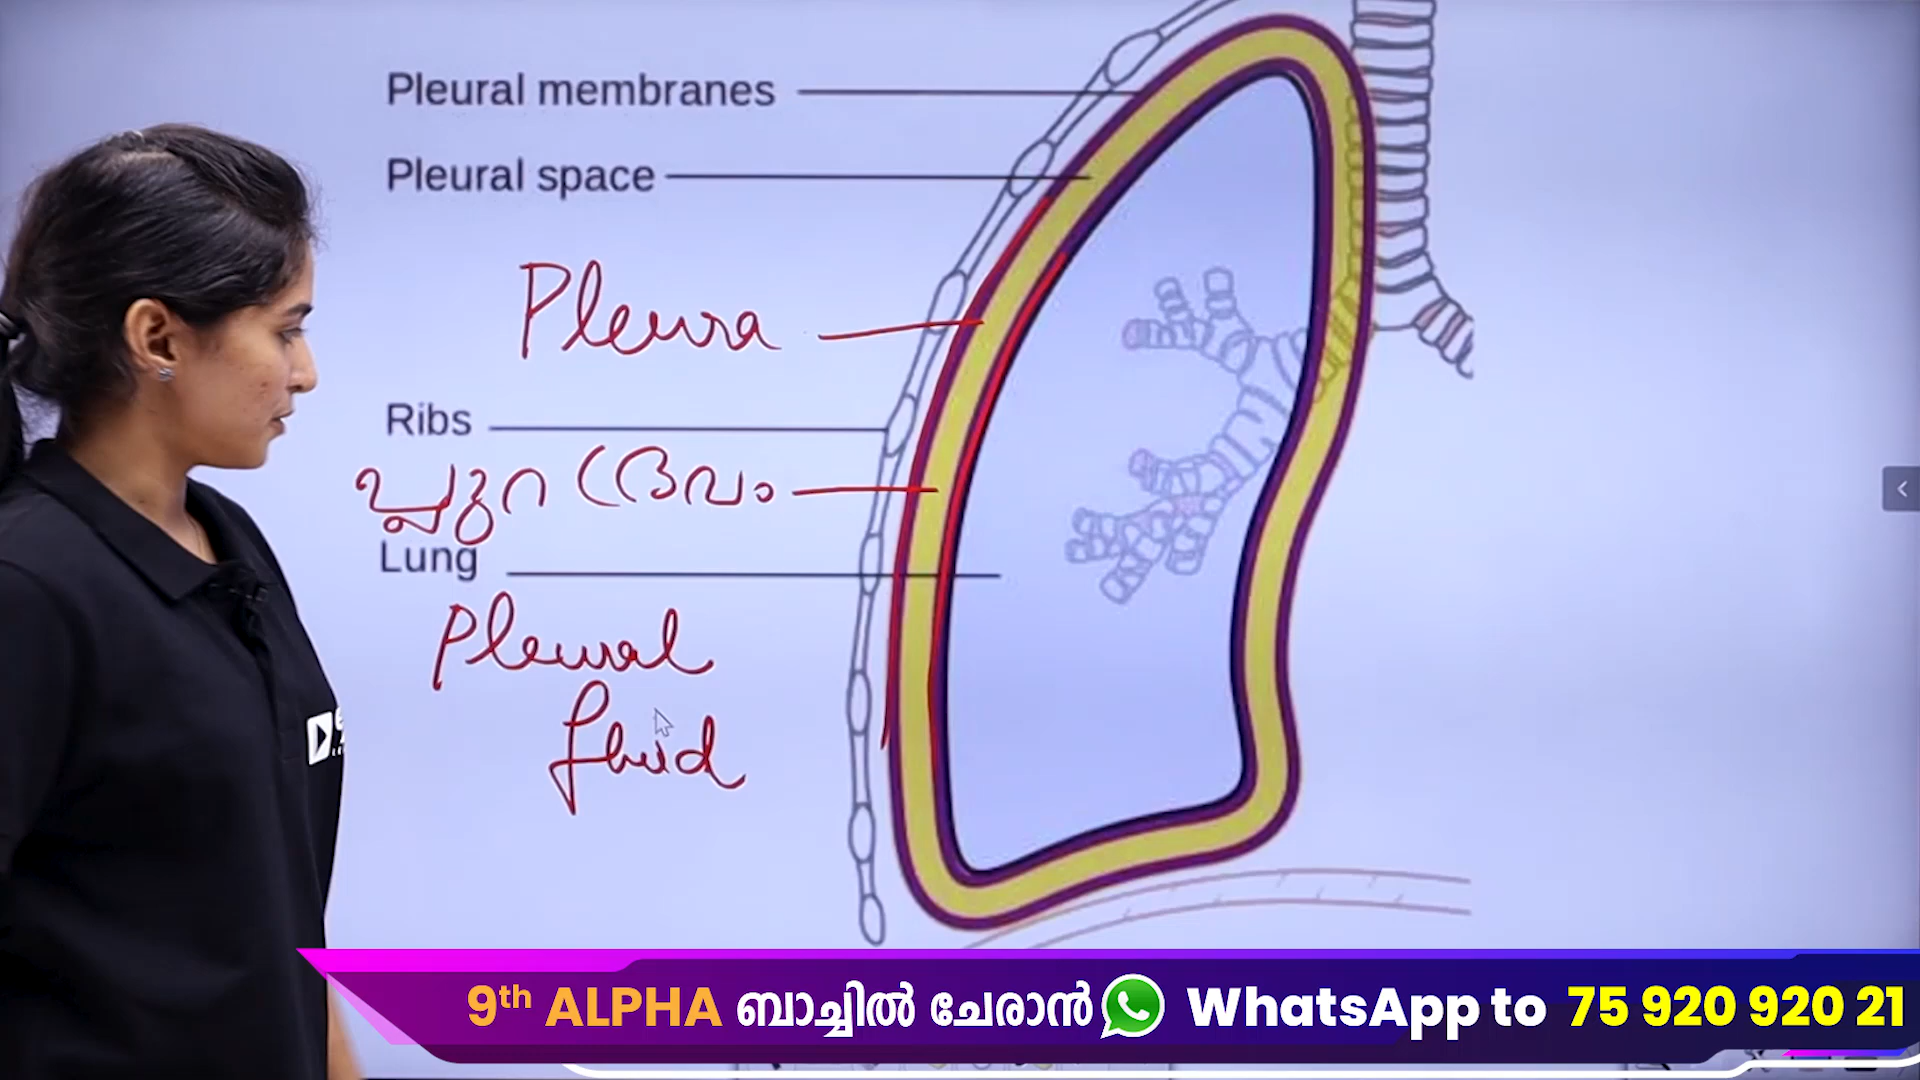 Pleural membranes
Pleural space
Pleura
Ribs
പ്ലൂറ ദ്രവം
Lung
Pleural
fluid
9th ALPHA ബാച്ചിൽ ചേരാൻ WhatsApp to 75 920 920 21